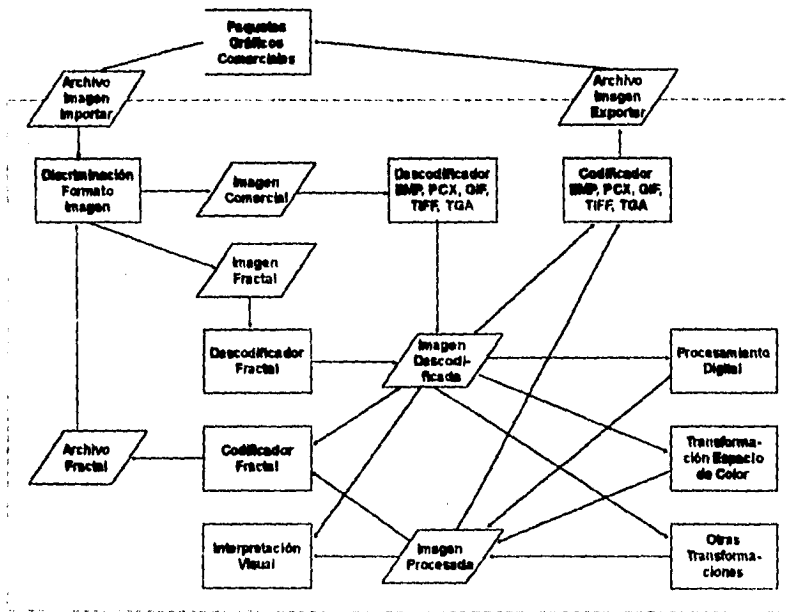 Paquetes
Gráficos
Comerciales
Archivo
Imagen
Importar
Archivo
Imagen
Exportar
Discriminación
Formato
Imagen
Imagen
Comercial
Descodificador
BMP, PCX, GIF,
TIFF, TGA
Codificador
BMP, PCX, GIF,
TIFF, TGA
Imagen
Fractal
Descodificador
Fractal
Imagen
Descodi-
ficada
Procesamiento
Digital
Archivo
Fractal
Codificador
Fractal
Transforma-
ción Espacio
de Color
Interpretación
Visual
Imagen
Procesada
Otras
Transforma-
ciones